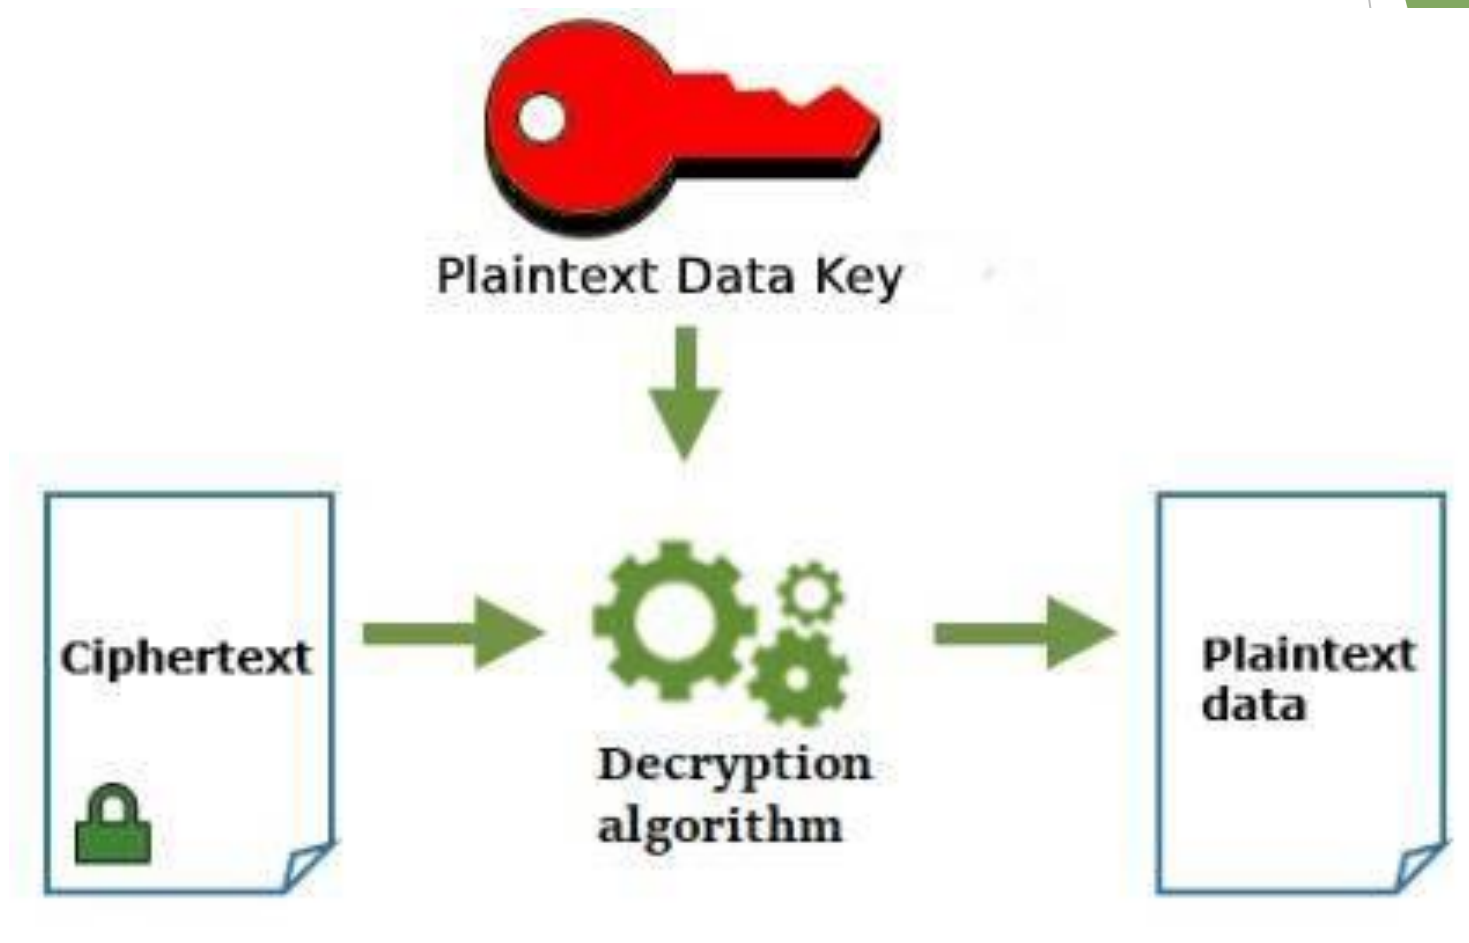 Plaintext Data Key
Ciphertext
Decryption
algorithm
Plaintext
data